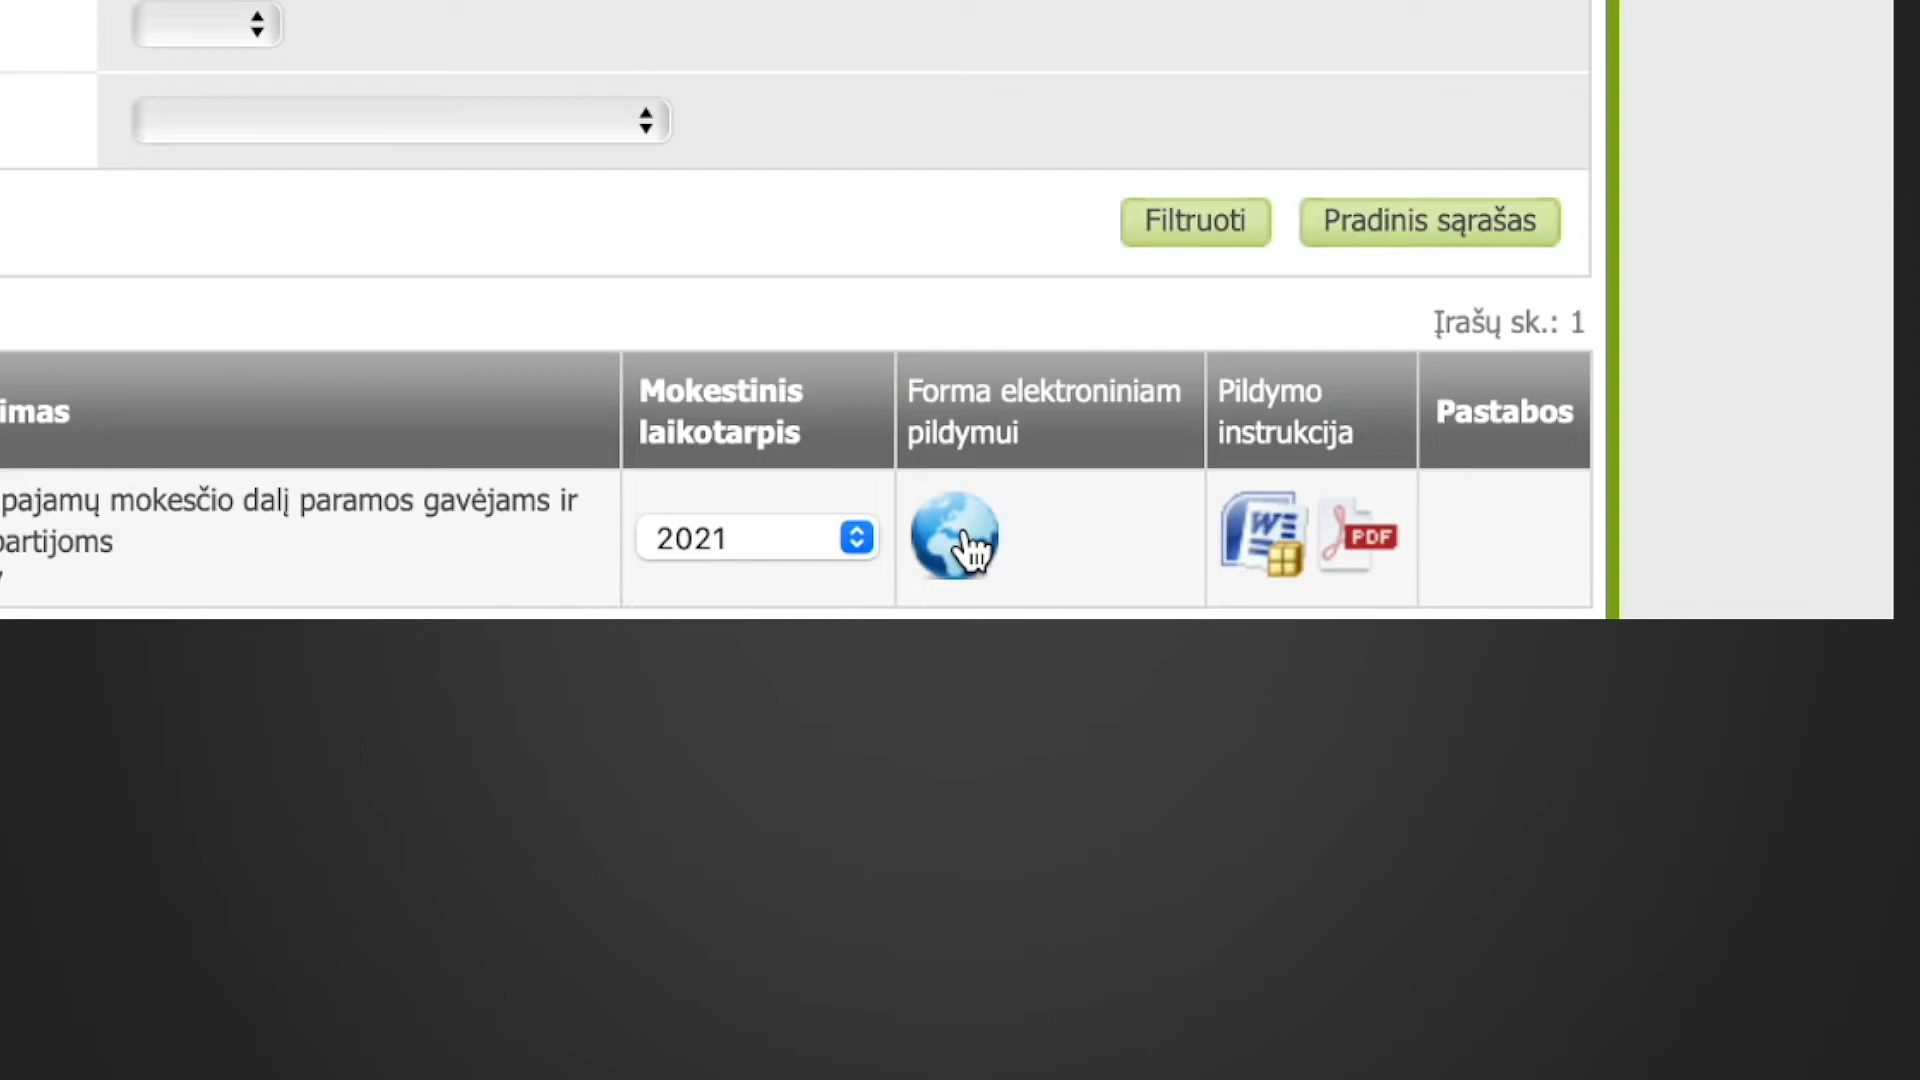 Filtruoti
Pradinis sąrašas
Įrašų sk.: 1
imas
Mokestinis
laikotarpis
Forma elektroniniam
pildymui
Pildymo
instrukcija
Pastabos
pajamų mokesčio dalį paramos gavėjams ir
partijoms
2021
W
PDF